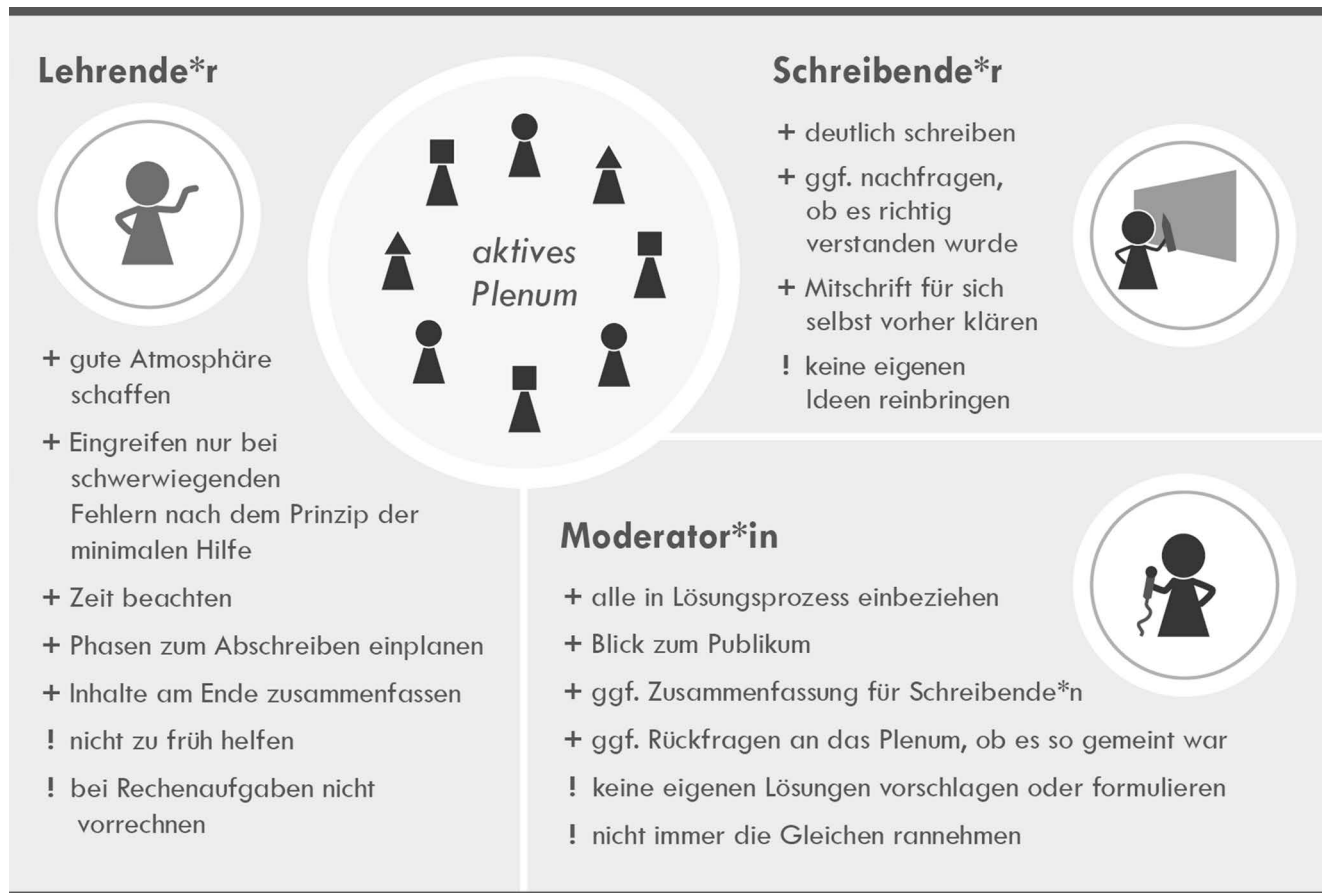 Lehrende*r
+ gute Atmosphäre
schaffen
+ Eingreifen nur bei
schwerwiegenden
Fehlern nach dem Prinzip der
minimalen Hilfe
+ Zeit beachten
+ Phasen zum Abschreiben einplanen
+ Inhalte am Ende zusammenfassen
! nicht zu früh helfen
! bei Rechenaufgaben nicht
vorrechnen
aktives
Plenum
Schreibende*r
+ deutlich schreiben
+ ggf. nachfragen,
ob es richtig
verstanden wurde
+ Mitschrift für sich
selbst vorher klären
! keine eigenen
Ideen reinbringen
Moderator*in
+ alle in Lösungsprozess einbeziehen
+ Blick zum Publikum
+ ggf. Zusammenfassung für Schreibende*n
+ ggf. Rückfragen an das Plenum, ob es so gemeint war
! keine eigenen Lösungen vorschlagen oder formulieren
! nicht immer die Gleichen rannehmen